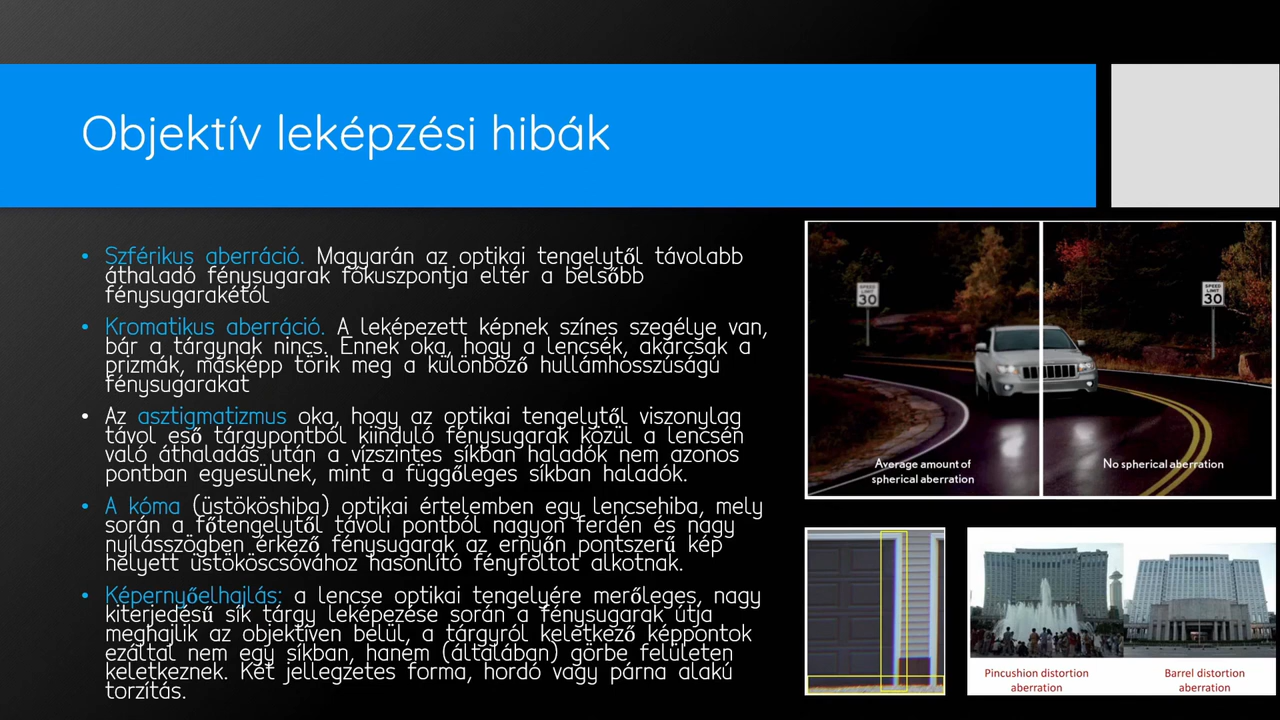 Objektív leképzési hibák
• Szférikus aberráció. Magyarán az optikai tengelytől távolabb
áthaladó fénysugarak fókuszpontja eltér a belsőbb
fénysugarakétól
• Kromatikus aberráció. A leképezett képnek színes szegélye van,
bár a tárgynak nincs. Ennek oka, hogy a lencsék, akárcsak a
prizmák, másképp törik meg a különböző hullámhosszúságú
fénysugarakat
• Az asztigmatizmus oka, hogy az optikai tengelytől viszonylag
távol eső tárgypontból kiinduló fénysugarak közül a lencsén
való áthaladás után a vízszintes síkban haladók nem azonos
pontban egyesülnek, mint a függőleges síkban haladók.
• A kóma (üstököshiba) optikai értelemben egy lencsehiba, mely
során a főtengelytől távoli pontból nagyon ferdén és nagy
nyílásszögben érkező fénysugarak az ernyőn pontszerű kép
helyett üstököscsóvához hasonlító fényfoltot alkotnak.
• Képernyőelhajlás: a lencse optikai tengelyére merőleges, nagy
kiterjedésű sík tárgy leképezése során a fénysugarak útja
meghajlik az objektíven belül, a tárgyról keletkező képpontok
ezáltal nem egy síkban, hanem (általában) görbe felületen
keletkeznek. Két jellegzetes forma, hordó vagy párna alakú
torzítás.
SPEED
LIMIT
30
SPEED
LIMIT
30
Average amount of
spherical aberration
No spherical aberration
Pincushion distortion
aberration
Barrel distortion
aberration